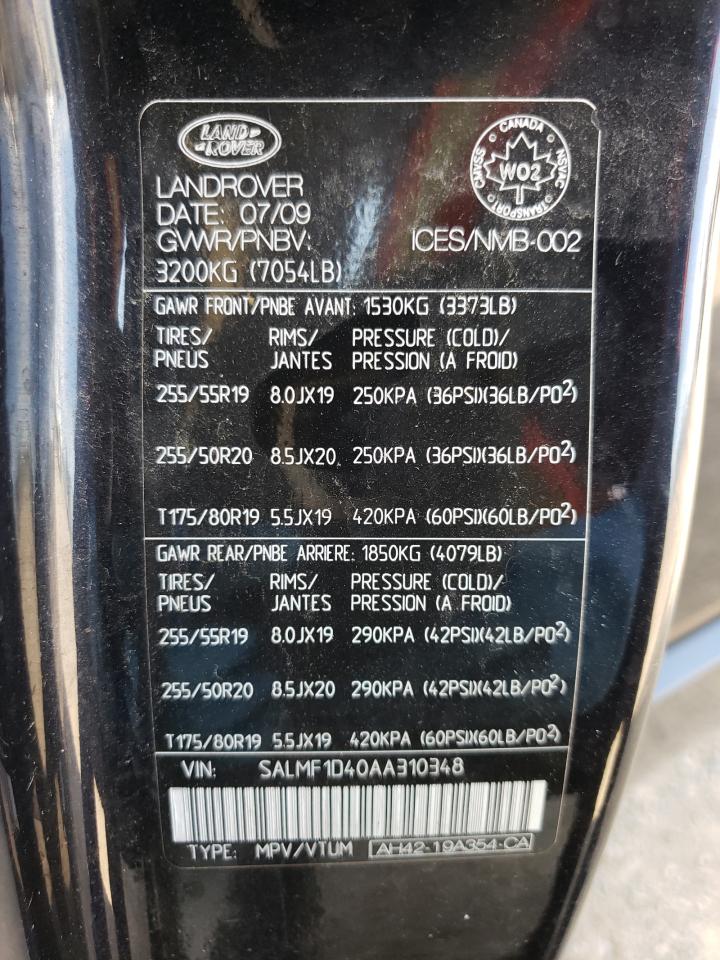 LAND
ROVER
CANADA
CMVSS
NSVAC
WO2
TRANSPORT
LANDROVER
DATE: 07/09
GVWR/PNBV:
ICES/NMB-002
3200KG (7054LB)
GAWR FRONT/PNBE AVANT: 1530KG (3373LB)
TIRES/ RIMS/ PRESSURE (COLD)/
PNEUS JANTES PRESSION (A FROID)
255/55R19 8.0JX19 250KPA (36PSI)(36LB/PO²)
255/50R20 8.5JX20 250KPA (36PSI)(36LB/PO²)
T175/80R19 5.5JX19 420KPA (60PSI)(60LB/PO²)
GAWR REAR/PNBE ARRIERE: 1850KG (4079LB)
TIRES/ RIMS/ PRESSURE (COLD)/
PNEUS JANTES PRESSION (A FROID)
255/55R19 8.0JX19 290KPA (42PSI)(42LB/PO²)
255/50R20 8.5JX20 290KPA (42PSI)(42LB/PO²)
T175/80R19 5.5JX19 420KPA (60PSI)(60LB/PO²)
VIN: SALMF1D40AA310348
TYPE: MPV/VTUM AH42-19A354-CA